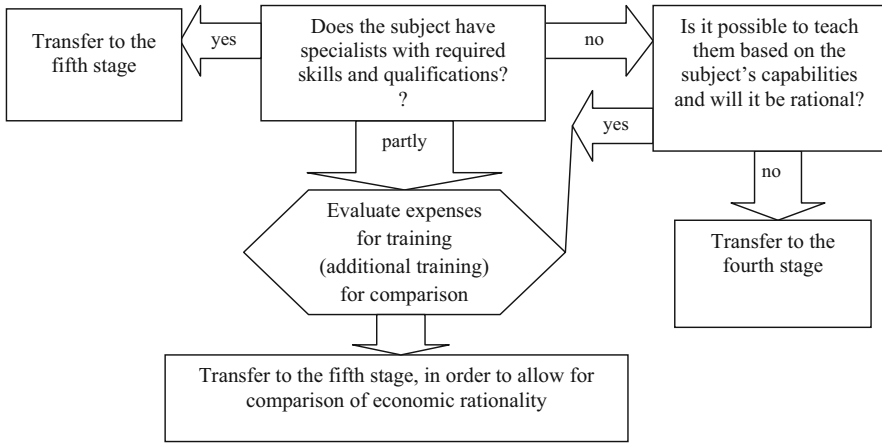 Transfer to the
fifth stage
yes
Does the subject have
specialists with required
skills and qualifications?
?
no
Is it possible to teach
them based on the
subject's capabilities
and will it be rational?
yes
partly
no
Evaluate expenses
for training
(additional training)
for comparison
Transfer to the
fourth stage
Transfer to the fifth stage, in order to allow for
comparison of economic rationality